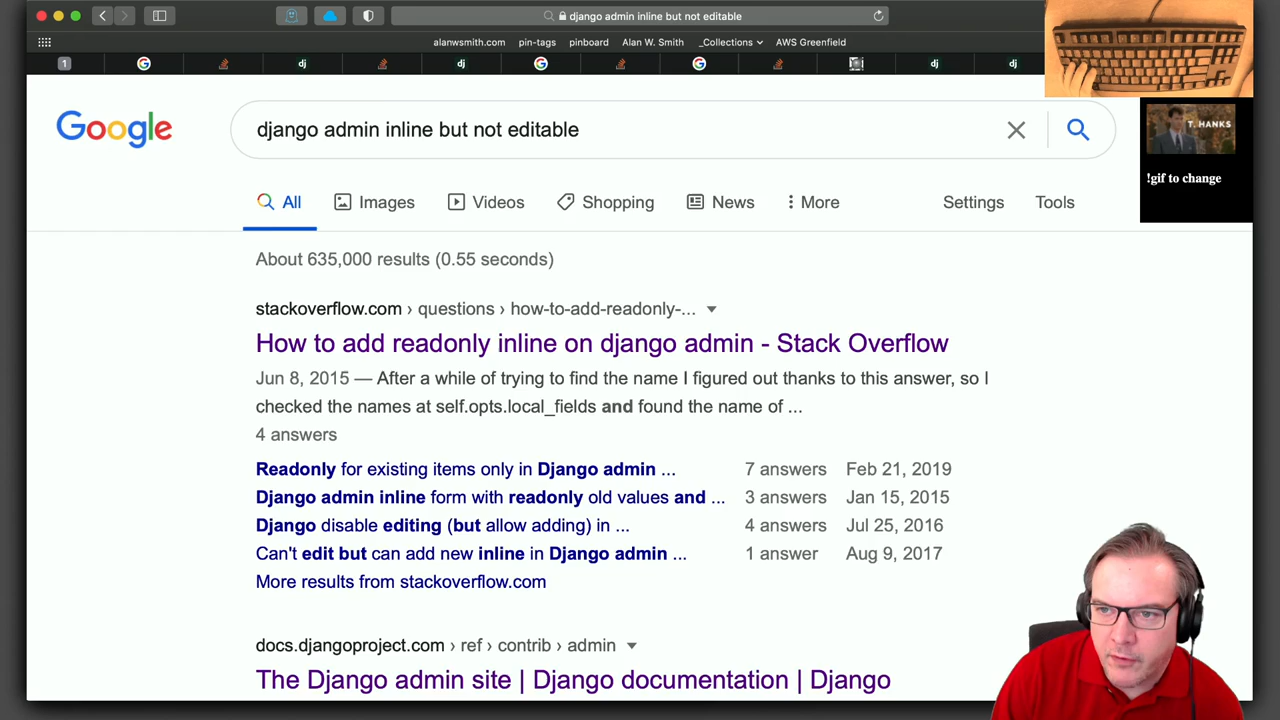 django admin inline but not editable
alanwsmith.com pin-tags pinboard Alan W. Smith _Collections AWS Greenfield
1
dj
dj
dj
dj
Google
django admin inline but not editable
T. HANKS
!gif to change
All Images Videos Shopping News More Settings Tools
About 635,000 results (0.55 seconds)
stackoverflow.com › questions › how-to-add-readonly-...
How to add readonly inline on django admin - Stack Overflow
Jun 8, 2015 — After a while of trying to find the name I figured out thanks to this answer, so I
checked the names at self.opts.local_fields and found the name of ...
4 answers
Readonly for existing items only in Django admin ... 7 answers Feb 21, 2019
Django admin inline form with readonly old values and ... 3 answers Jan 15, 2015
Django disable editing (but allow adding) in ... 4 answers Jul 25, 2016
Can't edit but can add new inline in Django admin ... 1 answer Aug 9, 2017
More results from stackoverflow.com
docs.djangoproject.com › ref › contrib › admin
The Django admin site | Django documentation | Django